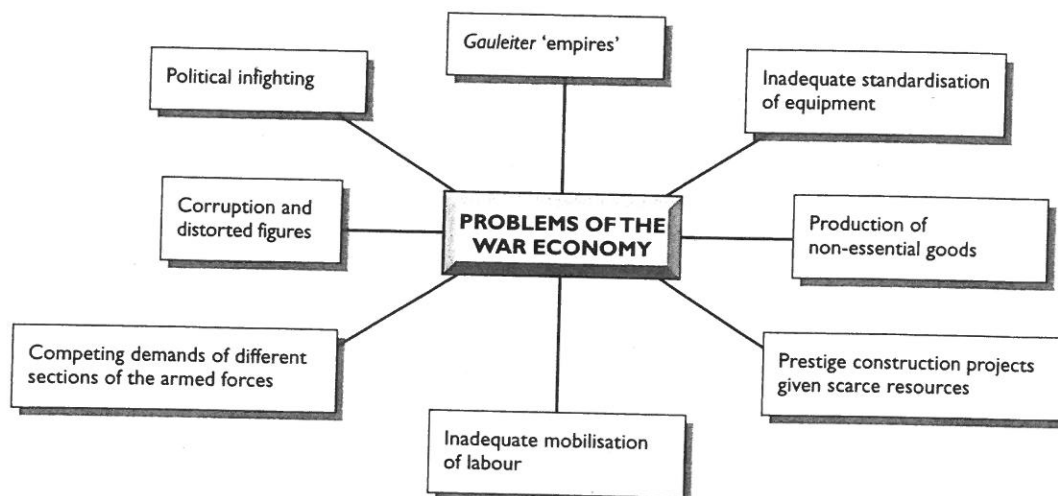 Gauleiter ‘empires’
Political infighting
Inadequate standardisation
of equipment
Corruption and
distorted figures
PROBLEMS OF THE
WAR ECONOMY
Production of
non-essential goods
Competing demands of different
sections of the armed forces
Prestige construction projects
given scarce resources
Inadequate mobilisation
of labour